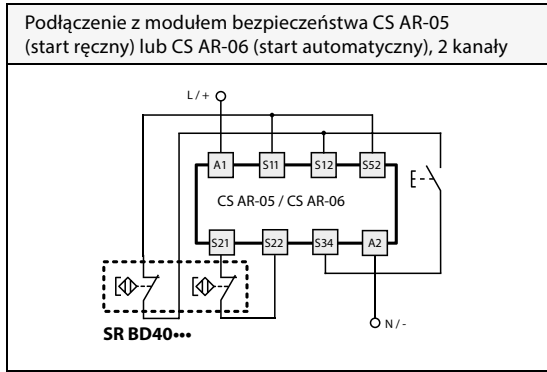 Podłączenie z modułem bezpieczeństwa CS AR-05
(start ręczny) lub CS AR-06 (start automatyczny), 2 kanały
L / +
A1 S11 S12 S52
CS AR-05 / CS AR-06
S21 S22 S34 A2
SR BD40•••
N / -